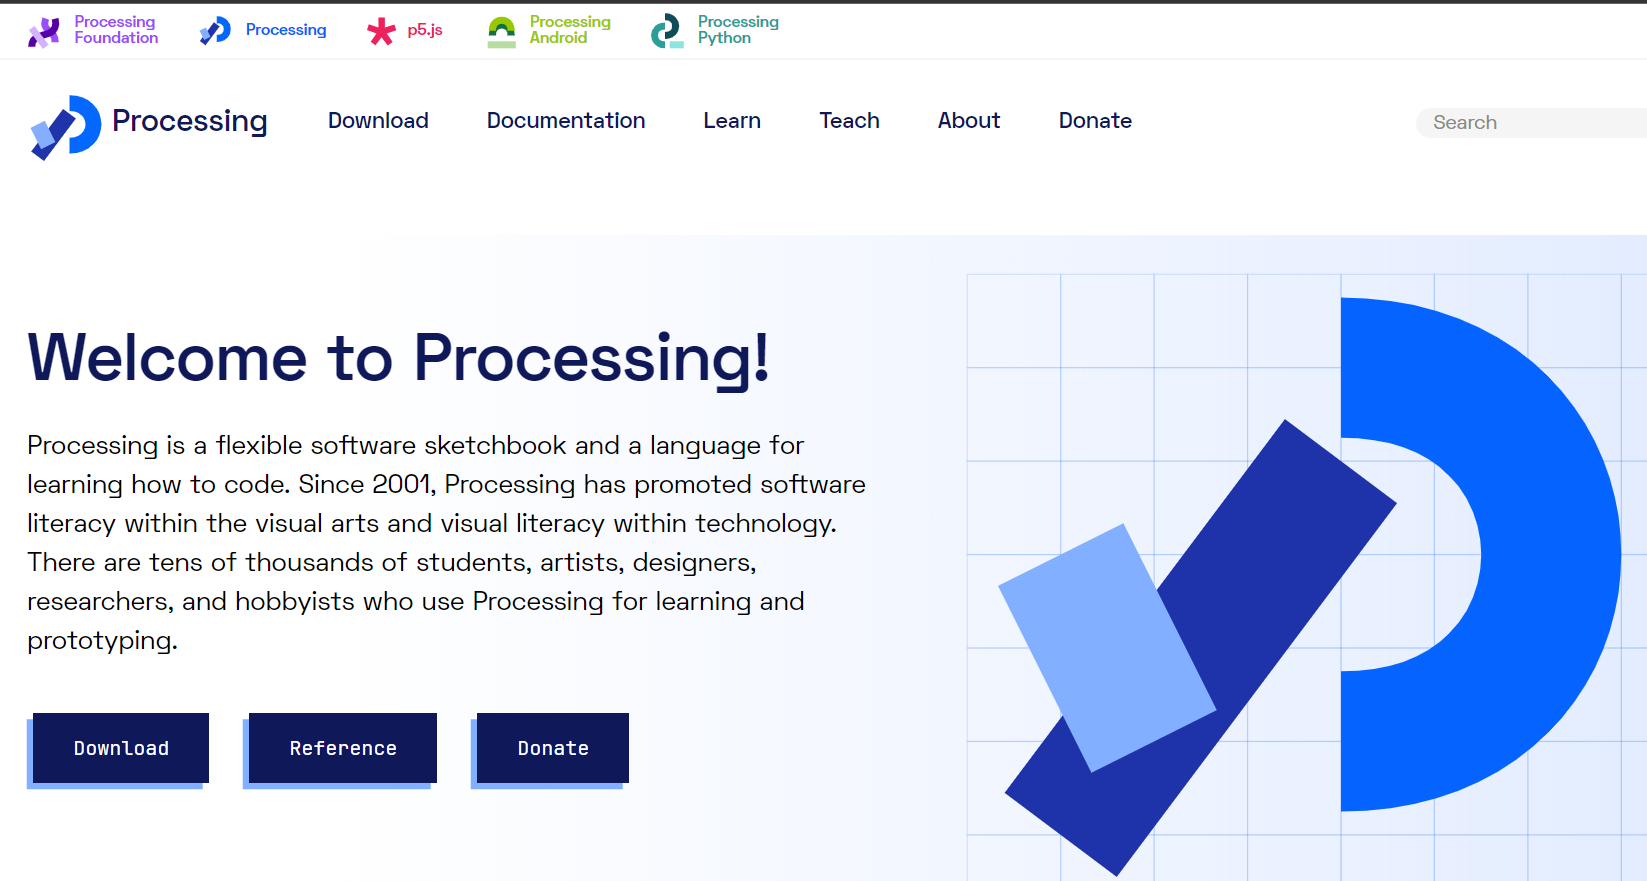 Processing
Foundation
Processing
p5.js
Processing
Android
Processing
Python
Processing
Download
Documentation
Learn
Teach
About
Donate
Search
Welcome to Processing!
Processing is a flexible software sketchbook and a language for
learning how to code. Since 2001, Processing has promoted software
literacy within the visual arts and visual literacy within technology.
There are tens of thousands of students, artists, designers,
researchers, and hobbyists who use Processing for learning and
prototyping.
Download
Reference
Donate